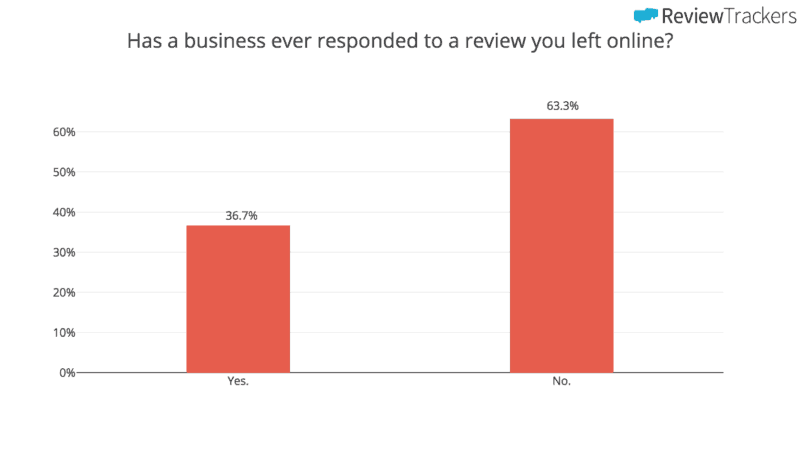 ReviewTrackers
Has a business ever responded to a review you left online?
63.3%
60%
50%
40%
36.7%
30%
20%
10%
0%
Yes.
No.